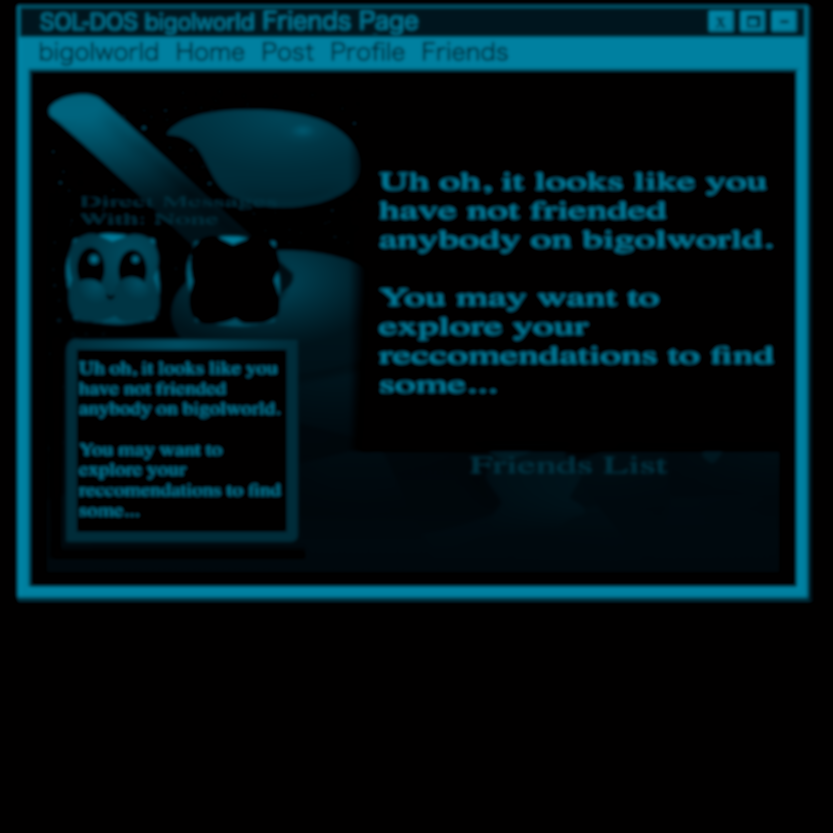 SOL-DOS bigolworld Friends Page
bigolworld Home Post Profile Friends
Direct Messages
With: None
Uh oh, it looks like you
have not friended
anybody on bigolworld.
You may want to
explore your
reccomendations to find
some...
Uh oh, it looks like you
have not friended
anybody on bigolworld.
You may want to
explore your
reccomendations to find
some...
Friends List